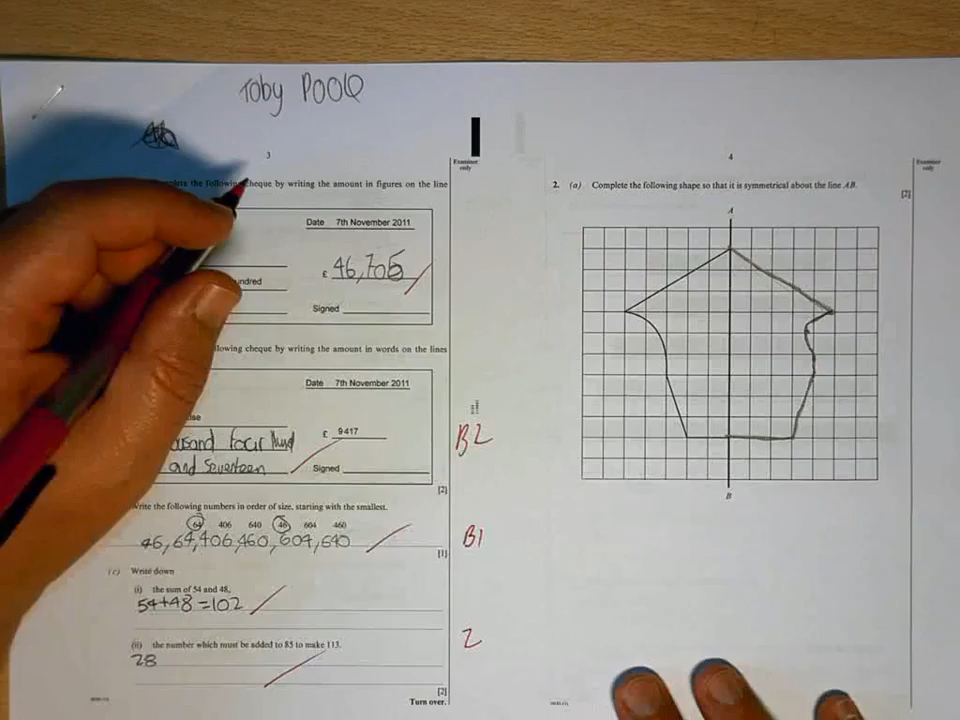 Toby POOLE
3
following cheque by writing the amount in figures on the line
Examiner only
Date 7th November 2011
£ 46,705
Signed
lowing cheque by writing the amount in words on the lines
Date 7th November 2011
£ 9417
and Seventeen
Signed
[2]
B2
Write the following numbers in order of size, starting with the smallest.
64 406 640 46 604 460
46, 64, 406, 460, 604, 640
[1]
B1
(c) Write down
(i) the sum of 54 and 48,
54+48 =102
(ii) the number which must be added to 85 to make 113.
28
2
[2]
Turn over.
4
Examiner only
2. (a) Complete the following shape so that it is symmetrical about the line AB.
[2]
A
B